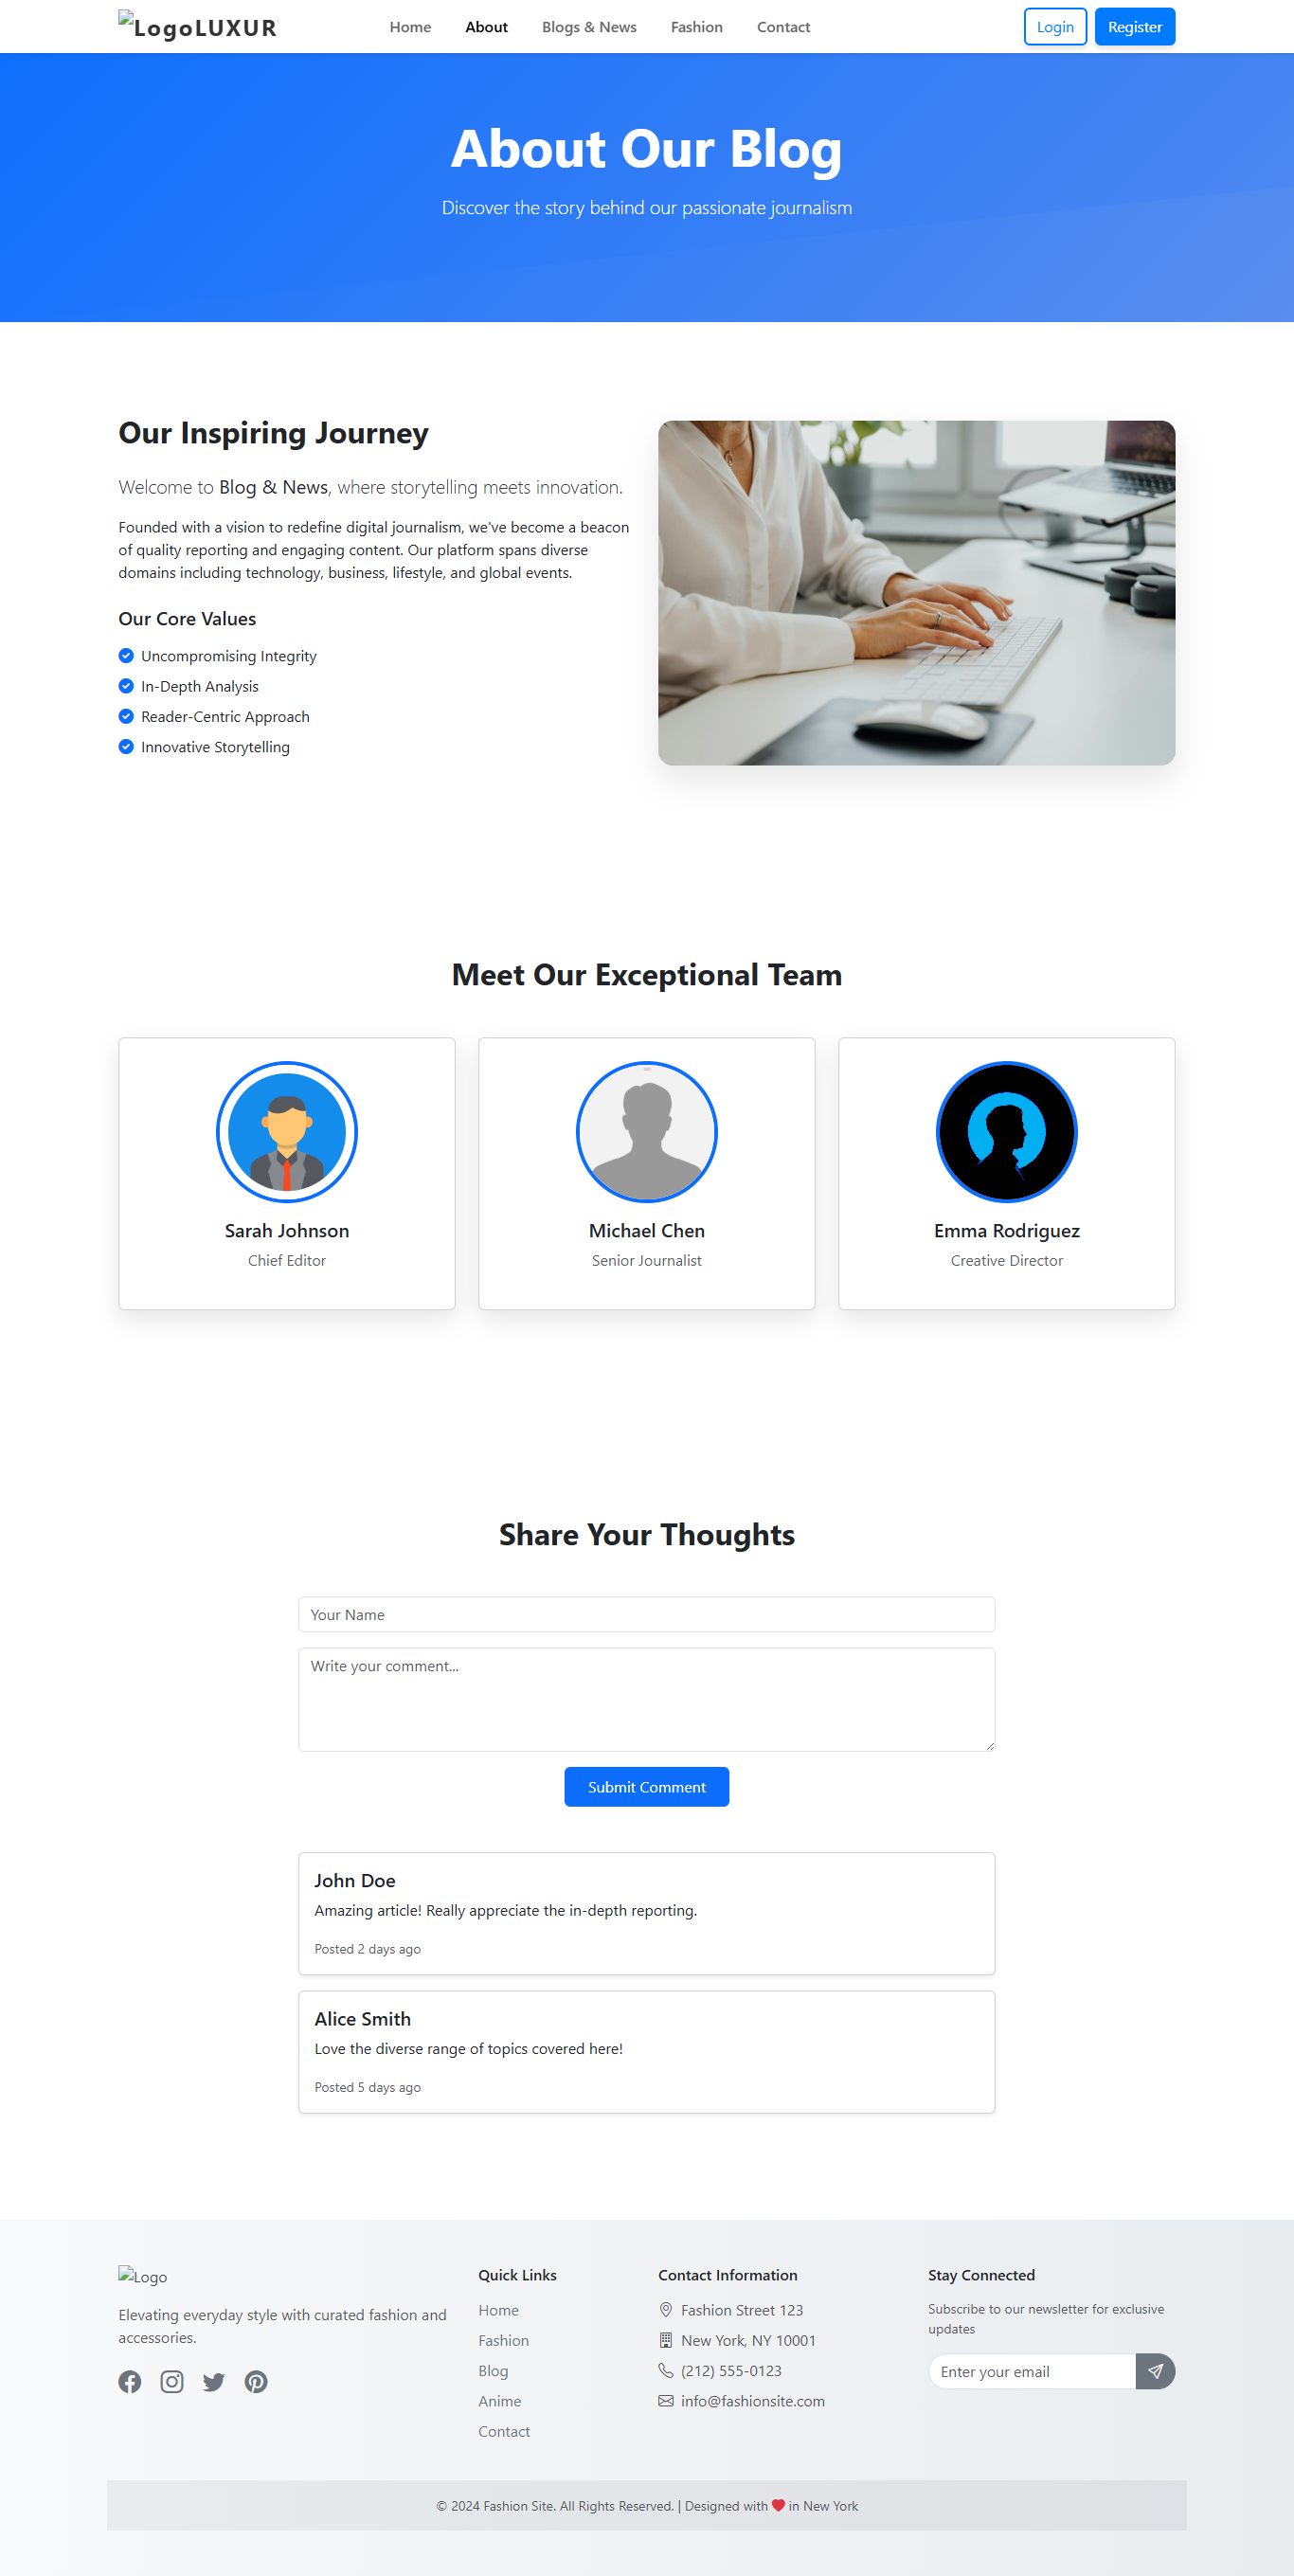 LogoLUXUR
Home
About
Blogs & News
Fashion
Contact
Login
Register
About Our Blog
Discover the story behind our passionate journalism
Our Inspiring Journey
Welcome to Blog & News, where storytelling meets innovation.
Founded with a vision to redefine digital journalism, we've become a beacon
of quality reporting and engaging content. Our platform spans diverse
domains including technology, business, lifestyle, and global events.
Our Core Values
Uncompromising Integrity
In-Depth Analysis
Reader-Centric Approach
Innovative Storytelling
Meet Our Exceptional Team
Sarah Johnson
Chief Editor
Michael Chen
Senior Journalist
Emma Rodriguez
Creative Director
Share Your Thoughts
Your Name
Write your comment...
Submit Comment
John Doe
Amazing article! Really appreciate the in-depth reporting.
Posted 2 days ago
Alice Smith
Love the diverse range of topics covered here!
Posted 5 days ago
Logo
Elevating everyday style with curated fashion and
accessories.
Quick Links
Home
Fashion
Blog
Anime
Contact
Contact Information
Fashion Street 123
New York, NY 10001
(212) 555-0123
info@fashionsite.com
Stay Connected
Subscribe to our newsletter for exclusive
updates
Enter your email
© 2024 Fashion Site. All Rights Reserved. | Designed with ❤ in New York